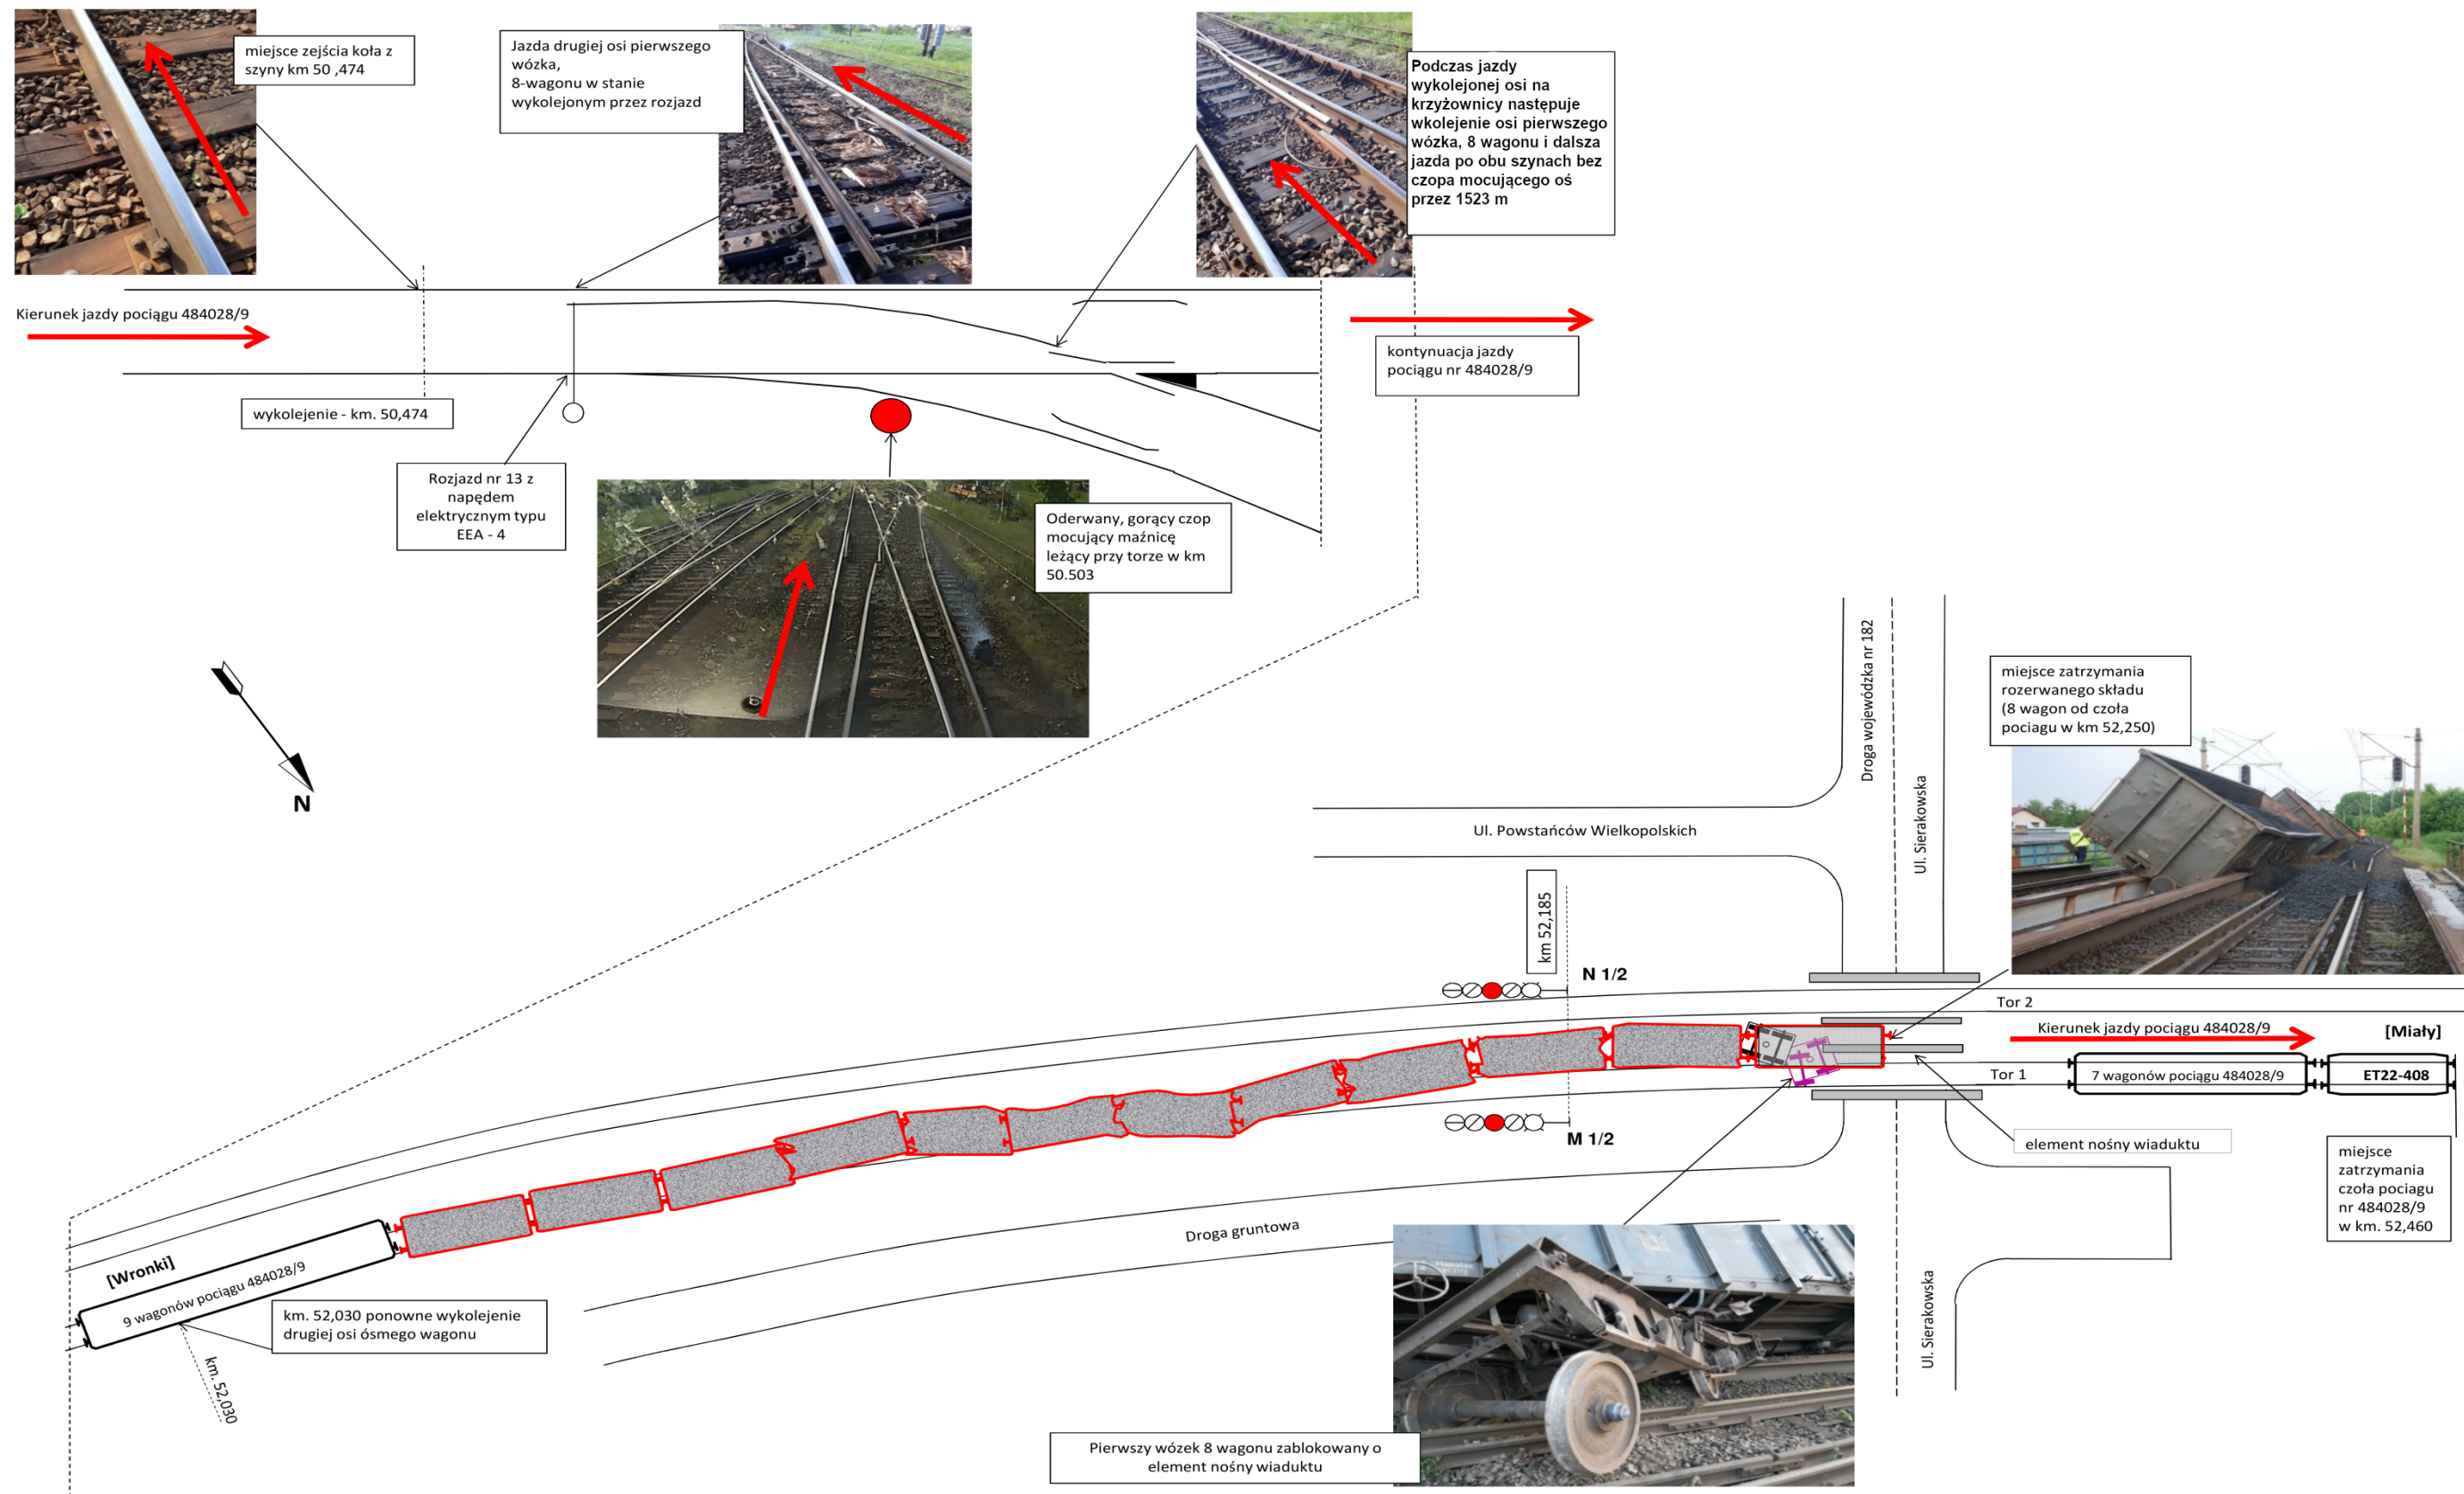 miejsce zejścia koła z
szyny km 50 ,474
Jazda drugiej osi pierwszego
wózka,
8-wagonu w stanie
wykolejonym przez rozjazd
Podczas jazdy
wykolejonej osi na
krzyżownicy następuje
wkolejenie osi pierwszego
wózka, 8 wagonu i dalsza
jazda po obu szynach bez
czopa mocującego oś
przez 1523 m
Kierunek jazdy pociągu 484028/9
kontynuacja jazdy
pociągu nr 484028/9
wykolejenie - km. 50,474
Rozjazd nr 13 z
napędem
elektrycznym typu
EEA - 4
Oderwany, gorący czop
mocujący maźnicę
leżący przy torze w km
50.503
N
Droga wojewódzka nr 182
Ul. Sierakowska
miejsce zatrzymania
rozerwanego składu
(8 wagon od czoła
pociagu w km 52,250)
Ul. Powstańców Wielkopolskich
km 52,185
N 1/2
Tor 2
Kierunek jazdy pociągu 484028/9
[Miały]
Tor 1
7 wagonów pociągu 484028/9
ET22-408
M 1/2
element nośny wiaduktu
miejsce
zatrzymania
czoła pociagu
nr 484028/9
w km. 52,460
Droga gruntowa
[Wronki]
9 wagonów pociągu 484028/9
km. 52,030 ponowne wykolejenie
drugiej osi ósmego wagonu
km. 52,030
Ul. Sierakowska
Pierwszy wózek 8 wagonu zablokowany o
element nośny wiaduktu